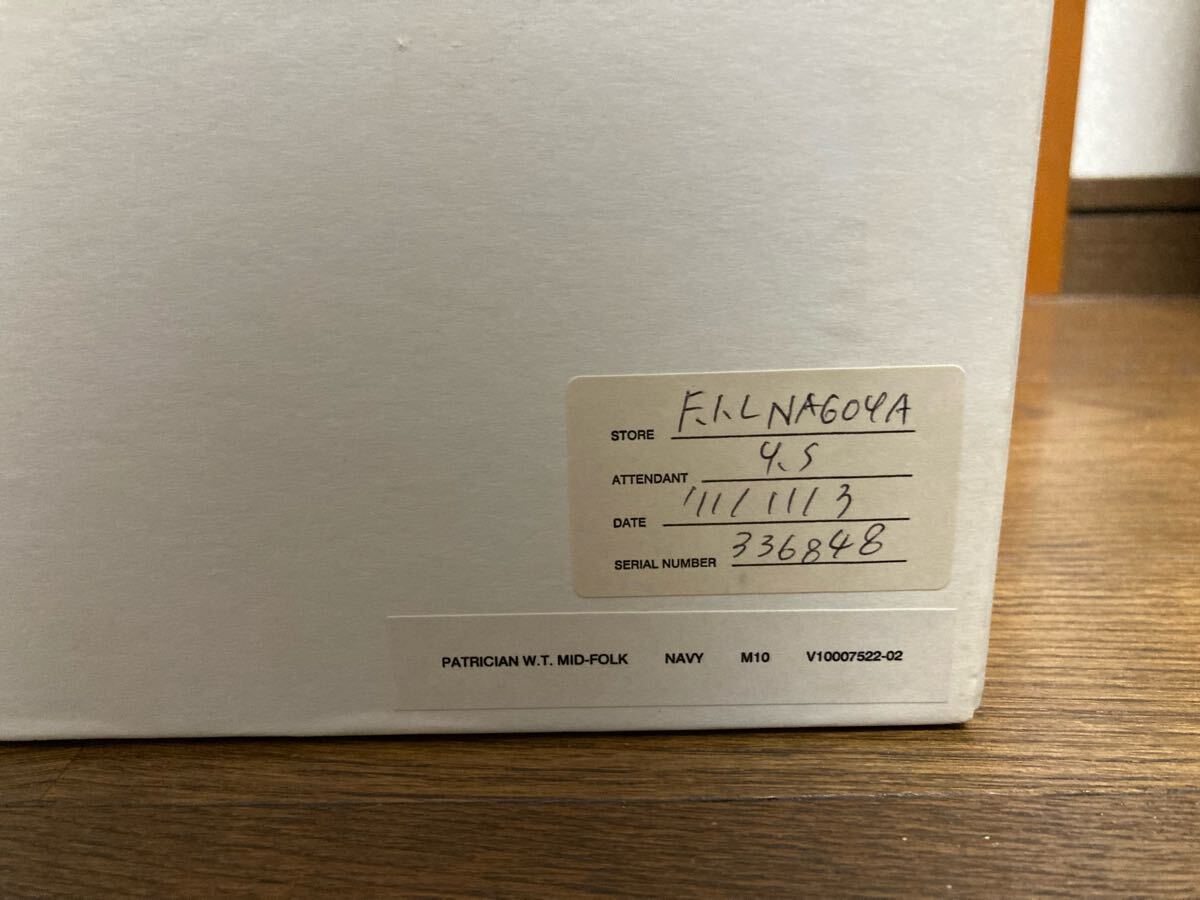 STORE F.I.L NAGOYA
ATTENDANT Y.S
DATE '11/11/3
SERIAL NUMBER 336848
PATRICIAN W.T. MID-FOLK NAVY M10 V10007522-02